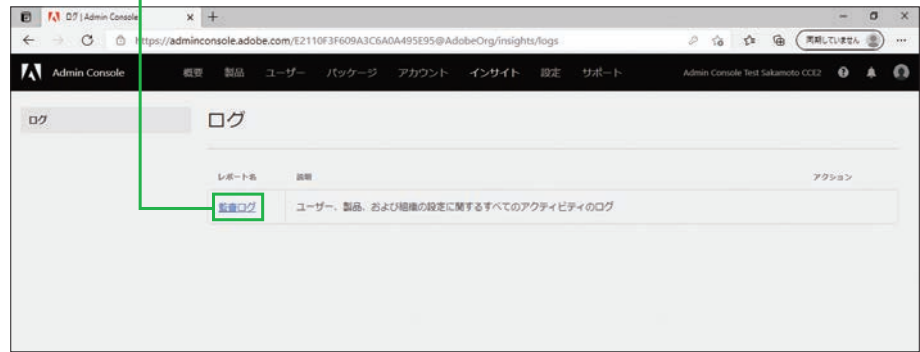 ログ | Admin Console
https://adminconsole.adobe.com/E2110F3F609A3C6A0A495E95@AdobeOrg/insights/logs
同期していません
Admin Console
概要 製品 ユーザー パッケージ アカウント インサイト 設定 サポート
Admin Console Test Sakamoto CCE2
ログ
ログ
レポート名 説明 アクション
監査ログ ユーザー、製品、および組織の設定に関するすべてのアクティビティのログ